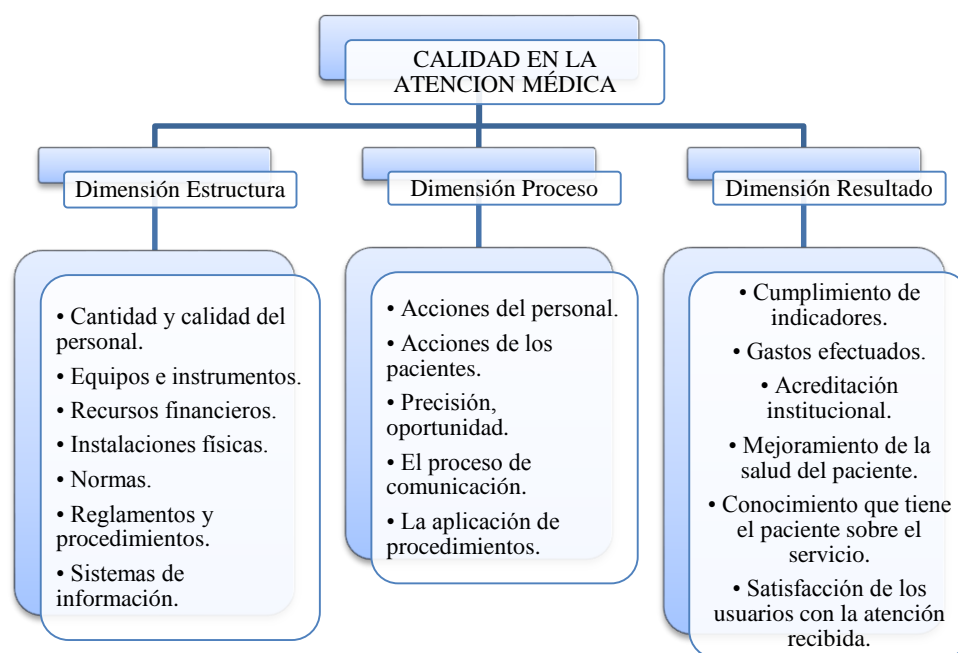 CALIDAD EN LA
ATENCION MÉDICA
Dimensión Estructura
• Cantidad y calidad del
personal.
• Equipos e instrumentos.
• Recursos financieros.
• Instalaciones físicas.
• Normas.
• Reglamentos y
procedimientos.
• Sistemas de
información.
Dimensión Proceso
• Acciones del personal.
• Acciones de los
pacientes.
• Precisión,
oportunidad.
• El proceso de
comunicación.
• La aplicación de
procedimientos.
Dimensión Resultado
• Cumplimiento de
indicadores.
• Gastos efectuados.
• Acreditación
institucional.
• Mejoramiento de la
salud del paciente.
• Conocimiento que tiene
el paciente sobre el
servicio.
• Satisfacción de los
usuarios con la atención
recibida.